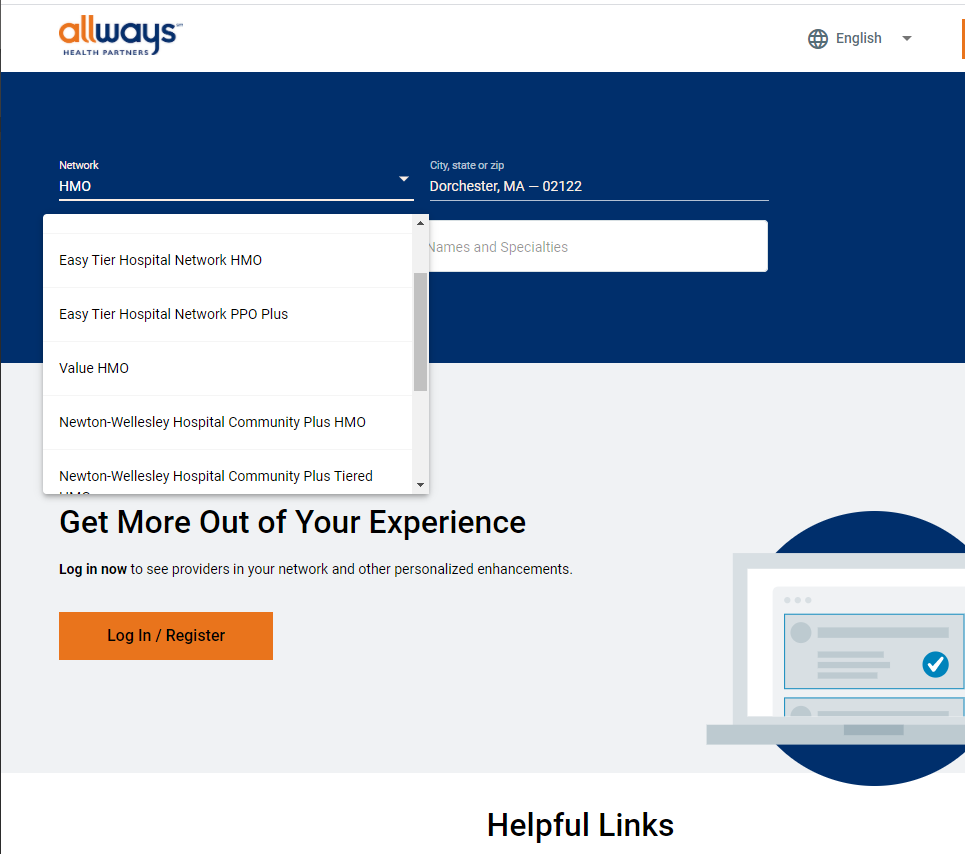 allways
HEALTH PARTNERS
English
Network
City, state or zip
HMO
Dorchester, MA — 02122
Names and Specialties
Easy Tier Hospital Network HMO
Easy Tier Hospital Network PPO Plus
Value HMO
Newton-Wellesley Hospital Community Plus HMO
Newton-Wellesley Hospital Community Plus Tiered
HMO
Get More Out of Your Experience
Log in now to see providers in your network and other personalized enhancements.
Log In / Register
Helpful Links